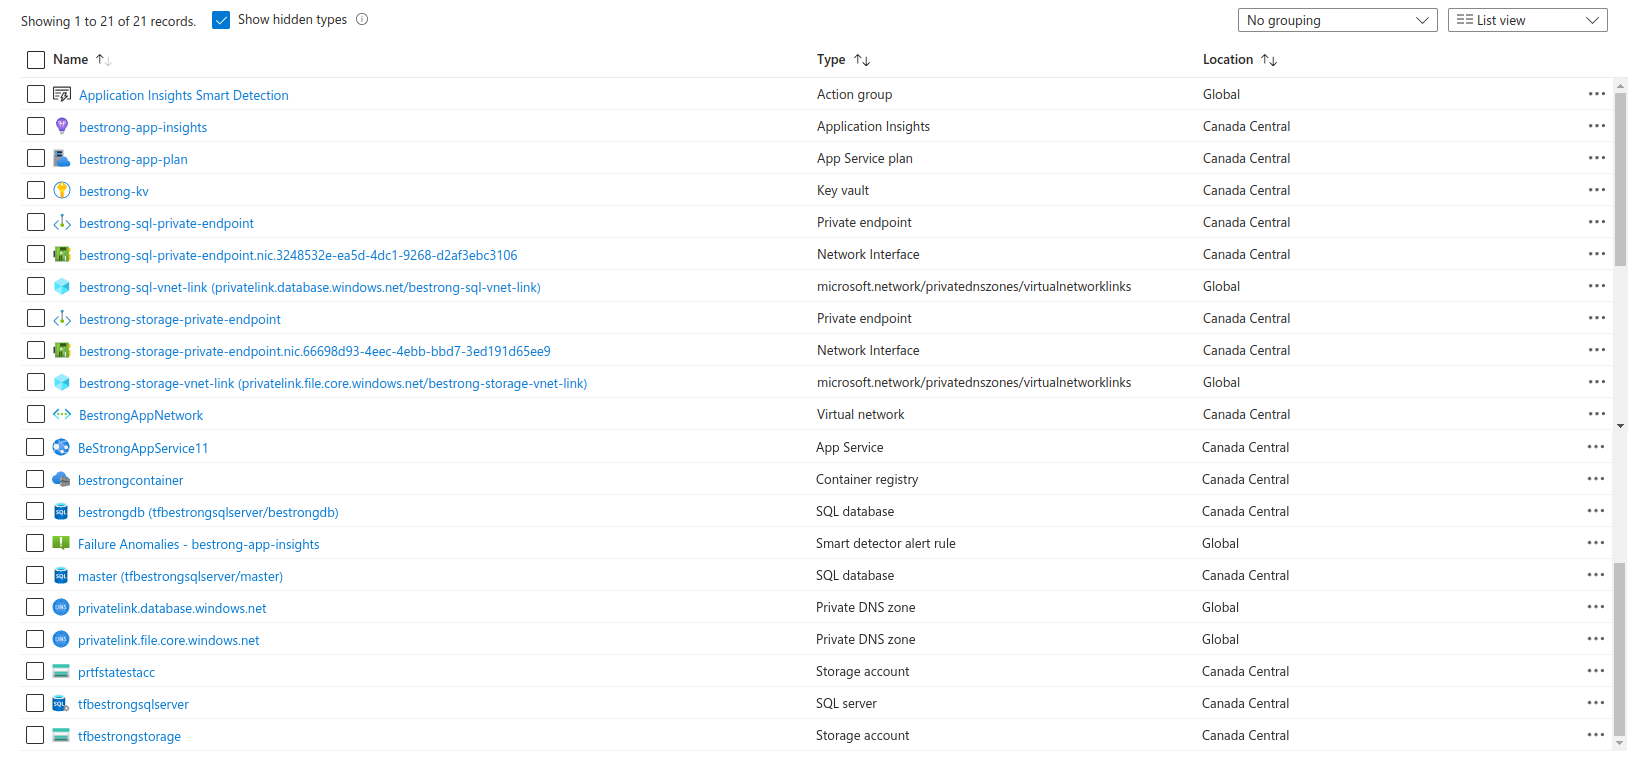 Showing 1 to 21 of 21 records. Show hidden types No grouping List view
Name Type Location
Application Insights Smart Detection Action group Global
bestrong-app-insights Application Insights Canada Central
bestrong-app-plan App Service plan Canada Central
bestrong-kv Key vault Canada Central
bestrong-sql-private-endpoint Private endpoint Canada Central
bestrong-sql-private-endpoint.nic.3248532e-ea5d-4dc1-9268-d2af3ebc3106 Network Interface Canada Central
bestrong-sql-vnet-link (privatelink.database.windows.net/bestrong-sql-vnet-link) microsoft.network/privatednszones/virtualnetworklinks Global
bestrong-storage-private-endpoint Private endpoint Canada Central
bestrong-storage-private-endpoint.nic.66698d93-4eec-4ebb-bbd7-3ed191d65ee9 Network Interface Canada Central
bestrong-storage-vnet-link (privatelink.file.core.windows.net/bestrong-storage-vnet-link) microsoft.network/privatednszones/virtualnetworklinks Global
BestrongAppNetwork Virtual network Canada Central
BeStrongAppService11 App Service Canada Central
bestrongcontainer Container registry Canada Central
SQL bestrongdb (tfbestrongsqlserver/bestrongdb) SQL database Canada Central
Failure Anomalies - bestrong-app-insights Smart detector alert rule Global
SQL master (tfbestrongsqlserver/master) SQL database Canada Central
DNS privatelink.database.windows.net Private DNS zone Global
DNS privatelink.file.core.windows.net Private DNS zone Global
prtfstatestacc Storage account Canada Central
SQL tfbestrongsqlserver SQL server Canada Central
tfbestrongstorage Storage account Canada Central